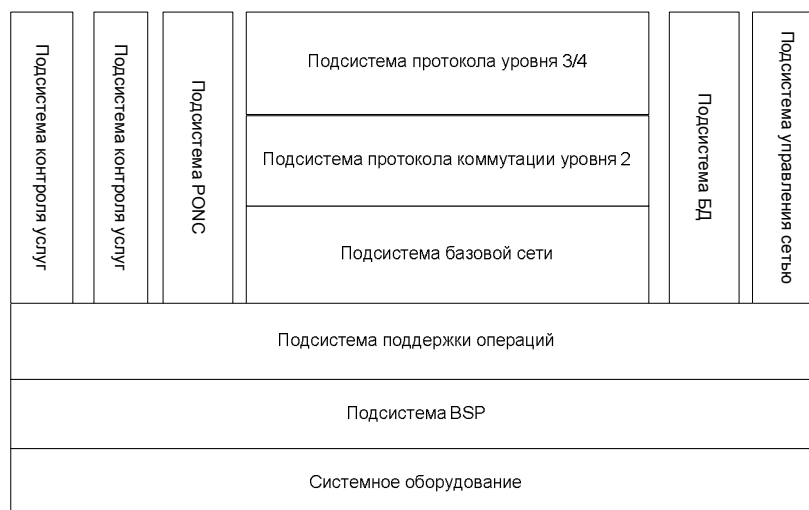 Подсистема контроля услуг
Подсистема контроля услуг
Подсистема PONC
Подсистема протокола уровня 3/4
Подсистема протокола коммутации уровня 2
Подсистема базовой сети
Подсистема БД
Подсистема управления сетью
Подсистема поддержки операций
Подсистема BSP
Системное оборудование